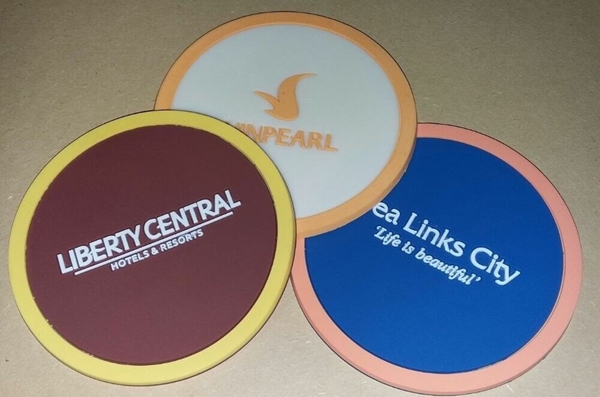 INPEARL
LIBERTY CENTRAL
HOTELS & RESORTS
ea Links City
'Life is beautiful'